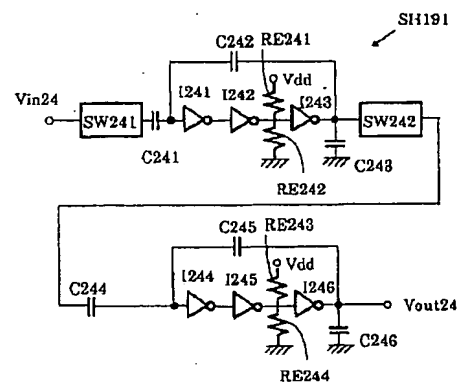 SH191
C242 RE241
Vdd
I241 I242 I243
Vin24
SW241
SW242
C241
C243
RE242
C245 RE243
C244
Vdd
I244 I245 I246
Vout24
C246
RE244